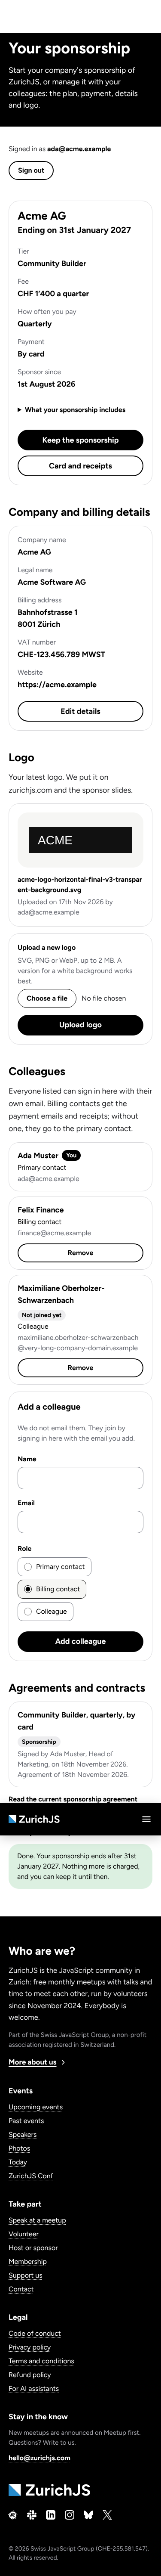 Your sponsorship
Start your company's sponsorship of
ZurichJS, or manage it with your
colleagues: the plan, payment, details
and logo.
Signed in as ada@acme.example
Sign out
Acme AG
Ending on 31st January 2027
Tier
Community Builder
Fee
CHF 1'400 a quarter
How often you pay
Quarterly
Payment
By card
Sponsor since
1st August 2026
What your sponsorship includes
Keep the sponsorship
Card and receipts
Company and billing details
Company name
Acme AG
Legal name
Acme Software AG
Billing address
Bahnhofstrasse 1
8001 Zürich
VAT number
CHE-123.456.789 MWST
Website
https://acme.example
Edit details
Logo
Your latest logo. We put it on
zurichjs.com and the sponsor slides.
ACME
acme-logo-horizontal-final-v3-transpar
ent-background.svg
Uploaded on 17th Nov 2026 by
ada@acme.example
Upload a new logo
SVG, PNG or WebP, up to 2 MB. A
version for a white background works
best.
Choose a file No file chosen
Upload logo
Colleagues
Everyone listed can sign in here with their
own email. Billing contacts get the
payment emails and receipts; without
one, they go to the primary contact.
Ada Muster You
Primary contact
ada@acme.example
Felix Finance
Billing contact
finance@acme.example
Remove
Maximiliane Oberholzer-
Schwarzenbach
Not joined yet
Colleague
maximiliane.oberholzer-schwarzenbach
@very-long-company-domain.example
Remove
Add a colleague
We do not email them. They join by
signing in here with the email you add.
Name
Email
Role
Primary contact
Billing contact
Colleague
Add colleague
Agreements and contracts
Community Builder, quarterly, by
card
Sponsorship
Signed by Ada Muster, Head of
Marketing, on 18th November 2026.
Agreement of 18th November 2026.
Read the current sponsorship agreement
ZurichJS
Done. Your sponsorship ends after 31st
January 2027. Nothing more is charged,
and you can keep it until then.
Who are we?
ZurichJS is the JavaScript community in
Zurich: free monthly meetups with talks and
time to meet each other, run by volunteers
since November 2024. Everybody is
welcome.
Part of the Swiss JavaScript Group, a non-profit
association registered in Switzerland.
More about us
Events
Upcoming events
Past events
Speakers
Photos
Today
ZurichJS Conf
Take part
Speak at a meetup
Volunteer
Host or sponsor
Membership
Support us
Contact
Legal
Code of conduct
Privacy policy
Terms and conditions
Refund policy
For AI assistants
Stay in the know
New meetups are announced on Meetup first.
Questions? Write to us.
hello@zurichjs.com
ZurichJS
© 2026 Swiss JavaScript Group (CHE-255.581.547).
All rights reserved.